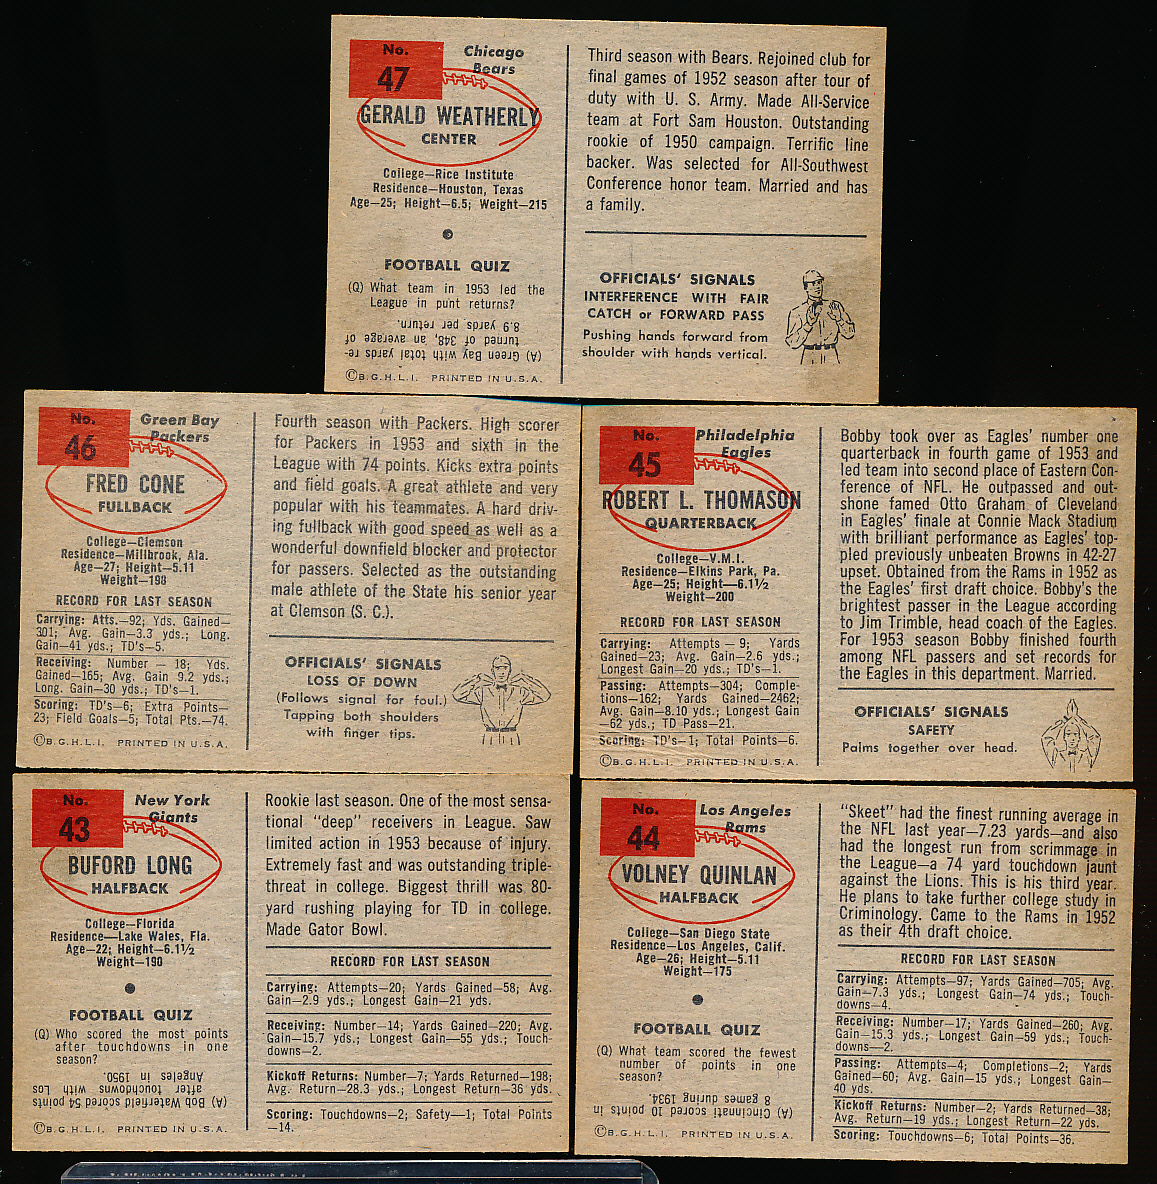 No.
47
Chicago
Bears
GERALD WEATHERLY
CENTER
College—Rice Institute
Residence—Houston, Texas
Age—25; Height—6.5; Weight—215
FOOTBALL QUIZ
(Q) What team in 1953 led the
League in punt returns?
(A) Green Bay with total yards re-
turned of 348, an average of
8.9 yards per return.
©B.G.H.L.I. PRINTED IN U.S.A.
Third season with Bears. Rejoined club for
final games of 1952 season after tour of
duty with U. S. Army. Made All-Service
team at Fort Sam Houston. Outstanding
rookie of 1950 campaign. Terrific line
backer. Was selected for All-Southwest
Conference honor team. Married and has
a family.
OFFICIALS' SIGNALS
INTERFERENCE WITH FAIR
CATCH or FORWARD PASS
Pushing hands forward from
shoulder with hands vertical.
No.
46
Green Bay
Packers
FRED CONE
FULLBACK
College—Clemson
Residence—Millbrook, Ala.
Age—27; Height—5.11
Weight—198
RECORD FOR LAST SEASON
Carrying: Atts.—92; Yds. Gained—
301; Avg. Gain—3.3 yds.; Long.
Gain—41 yds.; TD's—5.
Receiving: Number — 18; Yds.
Gained—165; Avg. Gain 9.2 yds.;
Long. Gain—30 yds.; TD's—1.
Scoring: TD's—6; Extra Points—
23; Field Goals—5; Total Pts.—74.
©B.G.H.L.I. PRINTED IN U.S.A.
Fourth season with Packers. High scorer
for Packers in 1953 and sixth in the
League with 74 points. Kicks extra points
and field goals. A great athlete and very
popular with his teammates. A hard driv-
ing fullback with good speed as well as a
wonderful downfield blocker and protector
for passers. Selected as the outstanding
male athlete of the State his senior year
at Clemson (S. C.).
OFFICIALS' SIGNALS
LOSS OF DOWN
(Follows signal for foul.)
Tapping both shoulders
with finger tips.
No.
45
Philadelphia
Eagles
ROBERT L. THOMASON
QUARTERBACK
College—V.M.I.
Residence—Elkins Park, Pa.
Age—25; Height—6.1½
Weight—200
RECORD FOR LAST SEASON
Carrying: Attempts — 9; Yards
Gained—23; Avg. Gain—2.6 yds.;
Longest Gain—20 yds.; TD's—1.
Passing: Attempts—304; Comple-
tions—162; Yards Gained—2462;
Avg. Gain—8.10 yds.; Longest Gain
—62 yds.; TD Pass—21.
Scoring: TD's—1; Total Points—6.
©B.G.H.L.I. PRINTED IN U.S.A.
Bobby took over as Eagles' number one
quarterback in fourth game of 1953 and
led team into second place of Eastern Con-
ference of NFL. He outpassed and out-
shone famed Otto Graham of Cleveland
in Eagles' finale at Connie Mack Stadium
with brilliant performance as Eagles' top-
pled previously unbeaten Browns in 42-27
upset. Obtained from the Rams in 1952 as
the Eagles' first draft choice. Bobby's the
brightest passer in the League according
to Jim Trimble, head coach of the Eagles.
For 1953 season Bobby finished fourth
among NFL passers and set records for
the Eagles in this department. Married.
OFFICIALS' SIGNALS
SAFETY
Palms together over head.
No.
43
New York
Giants
BUFORD LONG
HALFBACK
College—Florida
Residence—Lake Wales, Fla.
Age—22; Height—6.1½
Weight—190
FOOTBALL QUIZ
(Q) Who scored the most points
after touchdowns in one
season?
(A) Bob Waterfield scored 54 points
after touchdowns with Los
Angeles in 1950.
©B.G.H.L.I. PRINTED IN U.S.A.
Rookie last season. One of the most sensa-
tional "deep" receivers in League. Saw
limited action in 1953 because of injury.
Extremely fast and was outstanding triple-
threat in college. Biggest thrill was 80-
yard rushing playing for TD in college.
Made Gator Bowl.
RECORD FOR LAST SEASON
Carrying: Attempts—20; Yards Gained—58; Avg.
Gain—2.9 yds.; Longest Gain—21 yds.
Receiving: Number—14; Yards Gained—220; Avg.
Gain—15.7 yds.; Longest Gain—55 yds.; Touch-
downs—2.
Kickoff Returns: Number—7; Yards Returned—198;
Avg. Return—28.3 yds.; Longest Return—36 yds.
Scoring: Touchdowns—2; Safety—1; Total Points
—14.
No.
44
Los Angeles
Rams
VOLNEY QUINLAN
HALFBACK
College—San Diego State
Residence—Los Angeles, Calif.
Age—26; Height—5.11
Weight—175
FOOTBALL QUIZ
(Q) What team scored the fewest
number of points in one
season?
(A) Cincinnati scored 10 points in
8 games during 1934.
©B.G.H.L.I. PRINTED IN U.S.A.
"Skeet" had the finest running average in
the NFL last year—7.23 yards—and also
had the longest run from scrimmage in
the League—a 74 yard touchdown jaunt
against the Lions. This is his third year.
He plans to take further college study in
Criminology. Came to the Rams in 1952
as their 4th draft choice.
RECORD FOR LAST SEASON
Carrying: Attempts—97; Yards Gained—705; Avg.
Gain—7.3 yds.; Longest Gain—74 yds.; Touch-
downs—4.
Receiving: Number—17; Yards Gained—260; Avg.
Gain—15.3 yds.; Longest Gain—59 yds.; Touch-
downs—2.
Passing: Attempts—4; Completions—2; Yards
Gained—60; Avg. Gain—15 yds.; Longest Gain—
40 yds.
Kickoff Returns: Number—2; Yards Returned—38;
Avg. Return—19 yds.; Longest Return—22 yds.
Scoring: Touchdowns—6; Total Points—36.